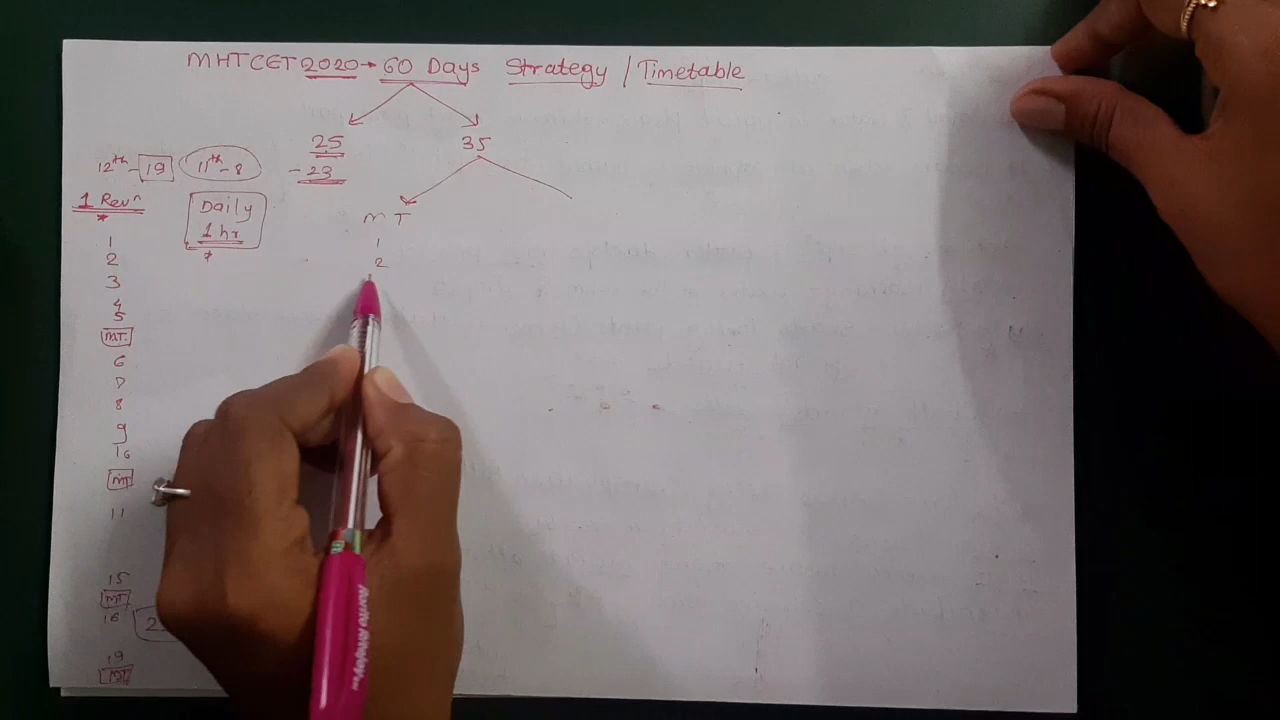 MHTCET 2020 → 60 Days Strategy / Timetable
25
35
12th - 19
11th - 8
- 23
1 Revn
*
Daily
1 hr
*
MT
1
2
1
2
3
4
5
MT
6
7
8
9
10
MT
11
15
MT
16
19
MT